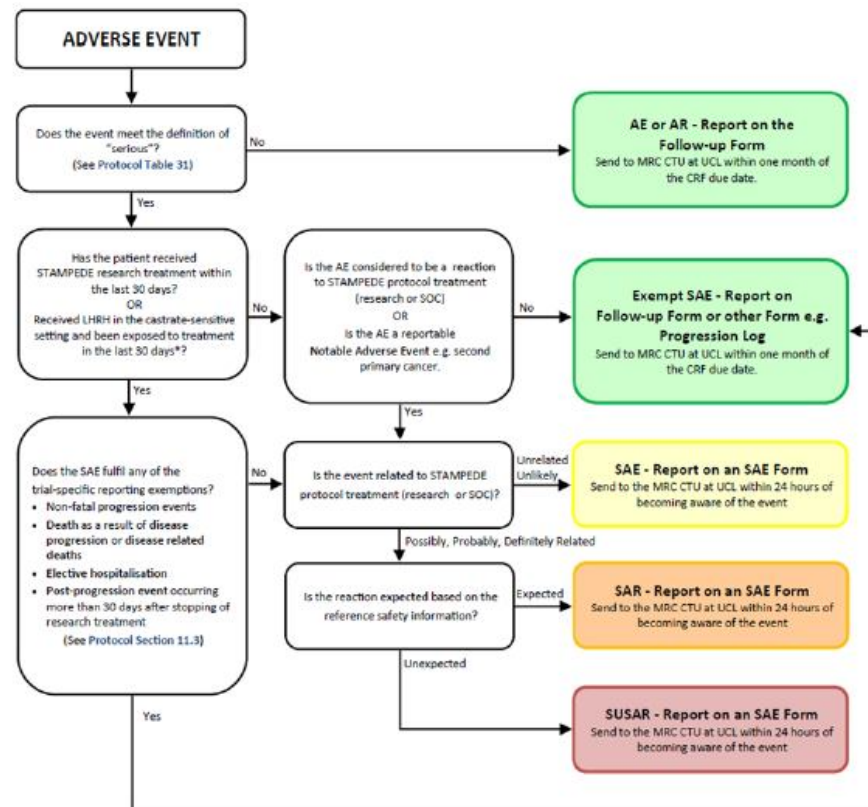 ADVERSE EVENT
Does the event meet the definition of
"serious"?
(See Protocol Table 31)
No
AE or AR - Report on the
Follow-up Form
Send to MRC CTU at UCL within one month of
the CRF due date.
Yes
Has the patient received
STAMPEDE research treatment within
the last 30 days?
OR
Received LHRH in the castrate-sensitive
setting and been exposed to treatment
in the last 30 days*?
No
Is the AE considered to be a reaction
to STAMPEDE protocol treatment
(research or SOC)
OR
Is the AE a reportable
Notable Adverse Event e.g. second
primary cancer.
No
Exempt SAE - Report on
Follow-up Form or other Form e.g.
Progression Log
Send to MRC CTU at UCL within one month of
the CRF due date.
Yes
Yes
Does the SAE fulfil any of the
trial-specific reporting exemptions?
• Non-fatal progression events
• Death as a result of disease
progression or disease related
deaths
• Elective hospitalisation
• Post-progression event occurring
more than 30 days after stopping of
research treatment
(See Protocol Section 11.3)
No
Is the event related to STAMPEDE
protocol treatment (research or SOC)?
Unrelated
Unlikely
SAE - Report on an SAE Form
Send to the MRC CTU at UCL within 24 hours of
becoming aware of the event
Possibly, Probably, Definitely Related
Is the reaction expected based on the
reference safety information?
Expected
SAR - Report on an SAE Form
Send to the MRC CTU at UCL within 24 hours of
becoming aware of the event
Unexpected
SUSAR - Report on an SAE Form
Send to the MRC CTU at UCL within 24 hours of
becoming aware of the event
Yes